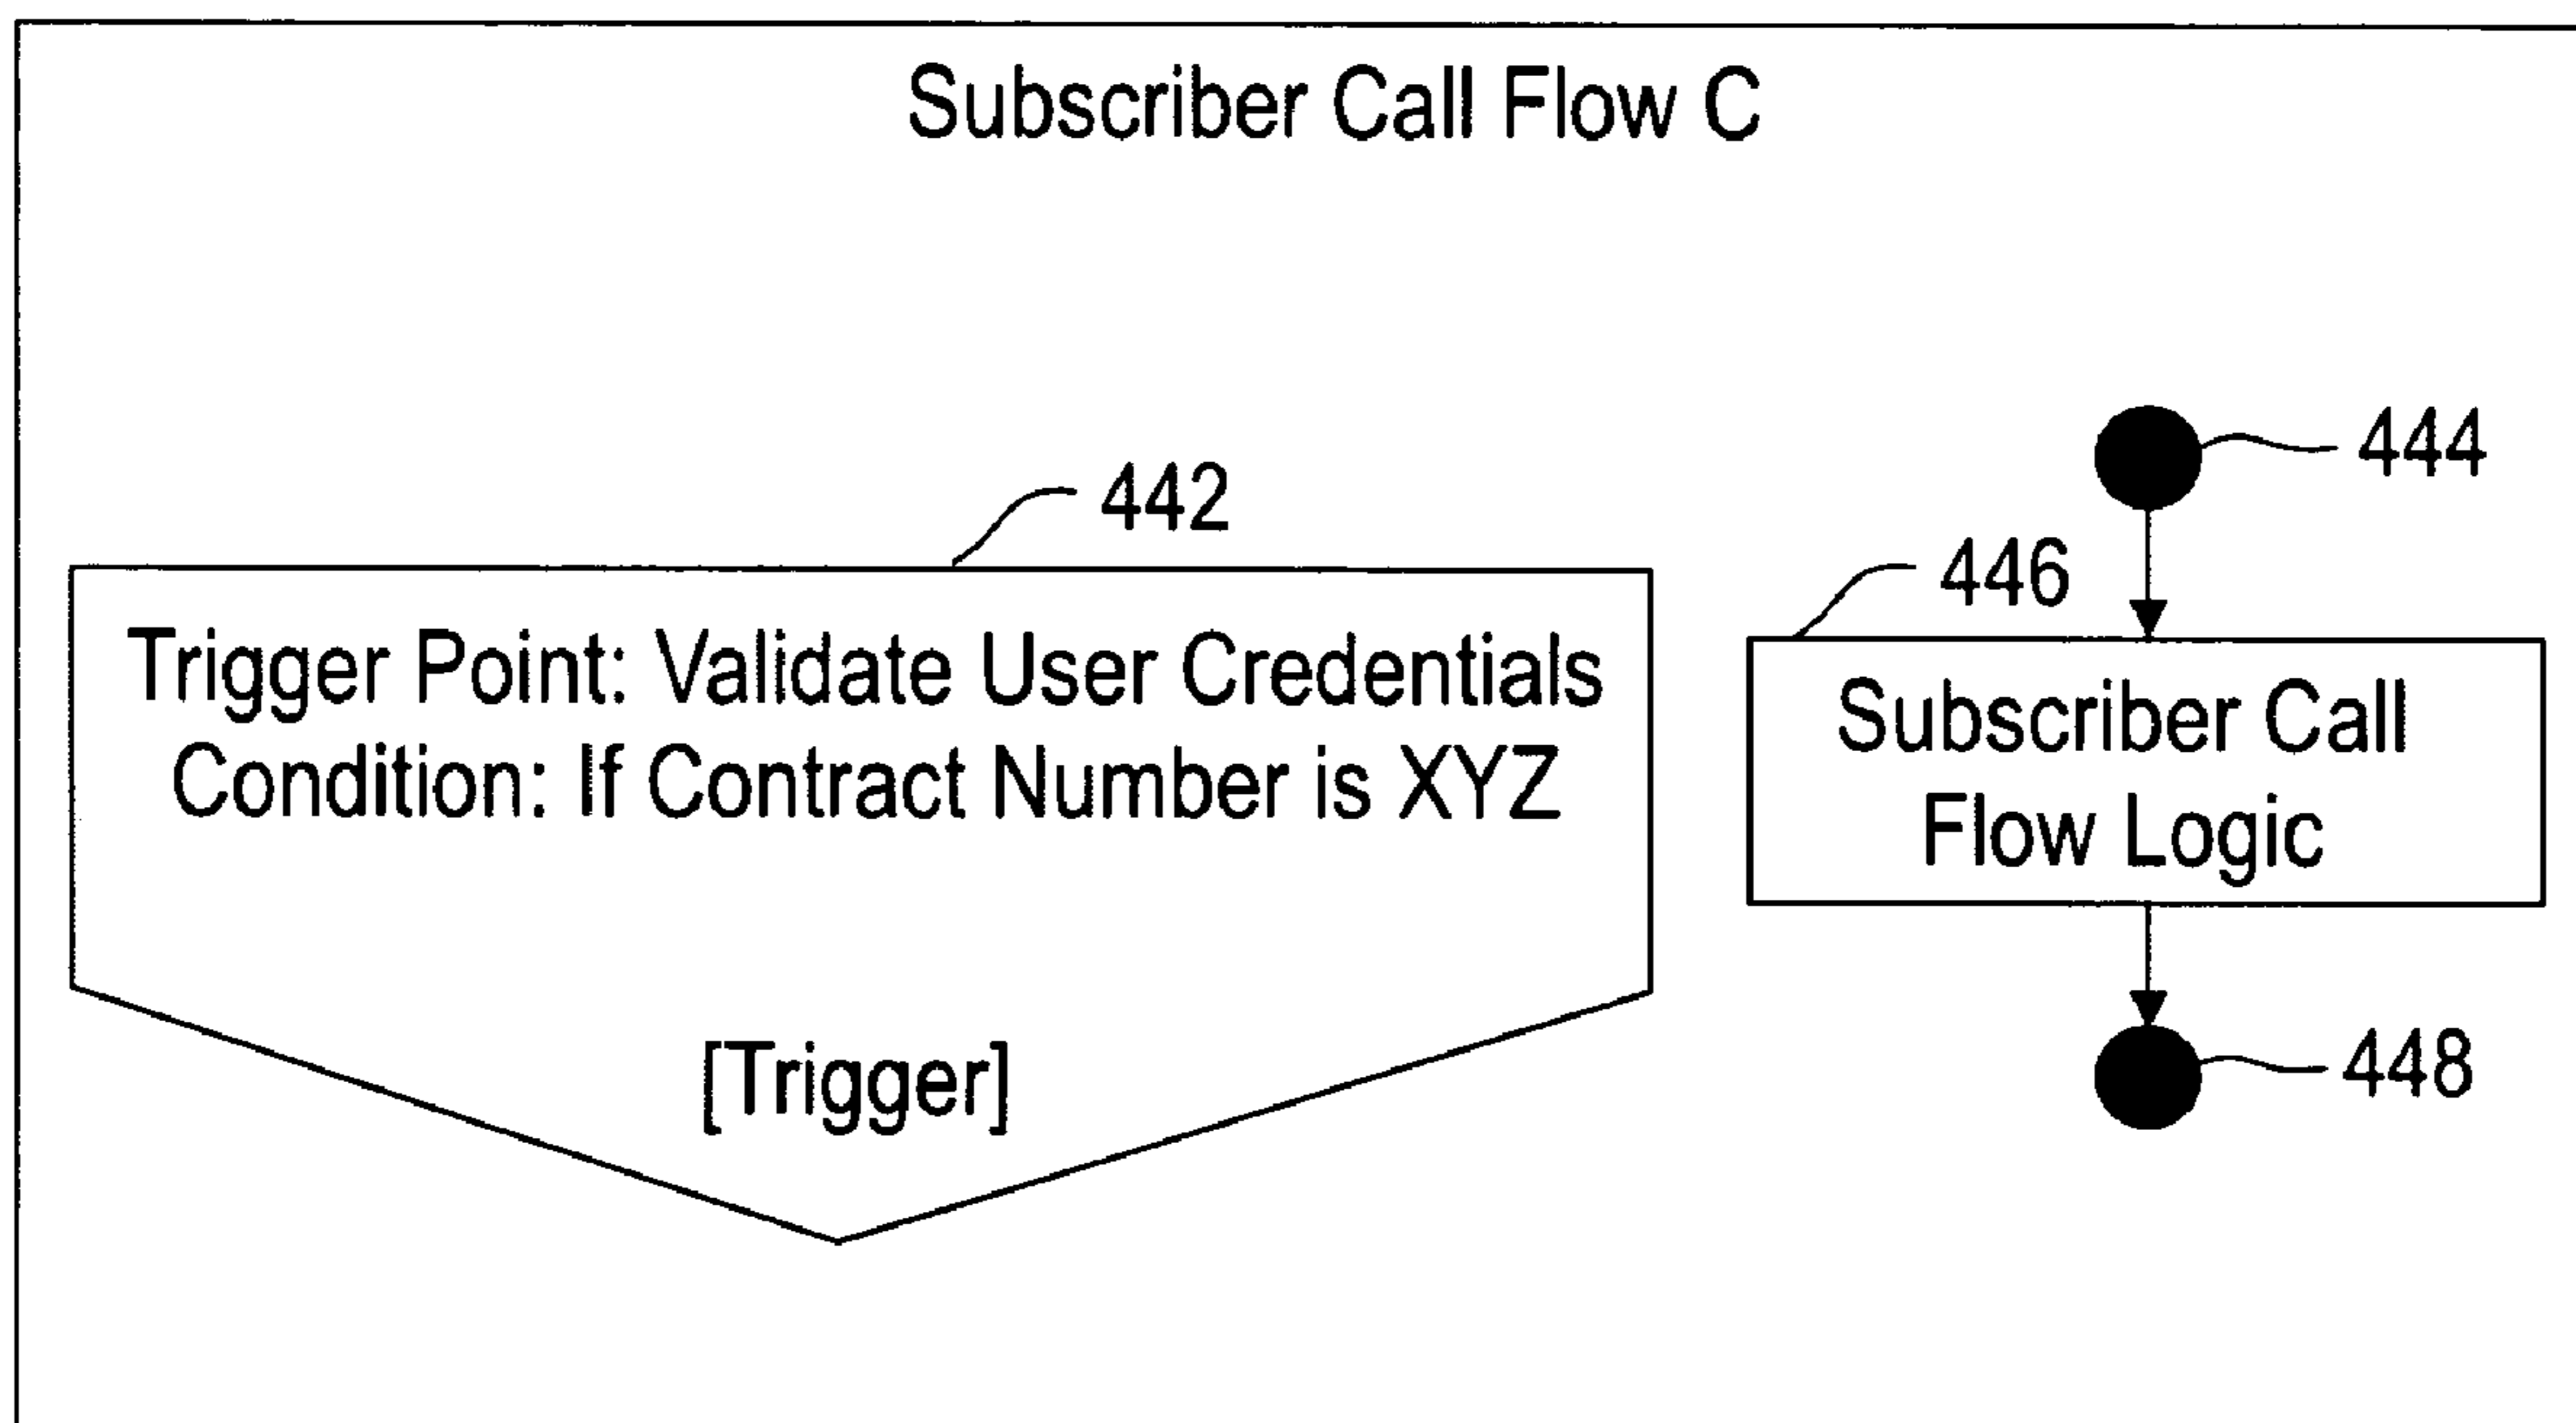 Subscriber Call Flow C
444
442
446
Trigger Point: Validate User Credentials
Condition: If Contract Number is XYZ
Subscriber Call
Flow Logic
[Trigger]
448